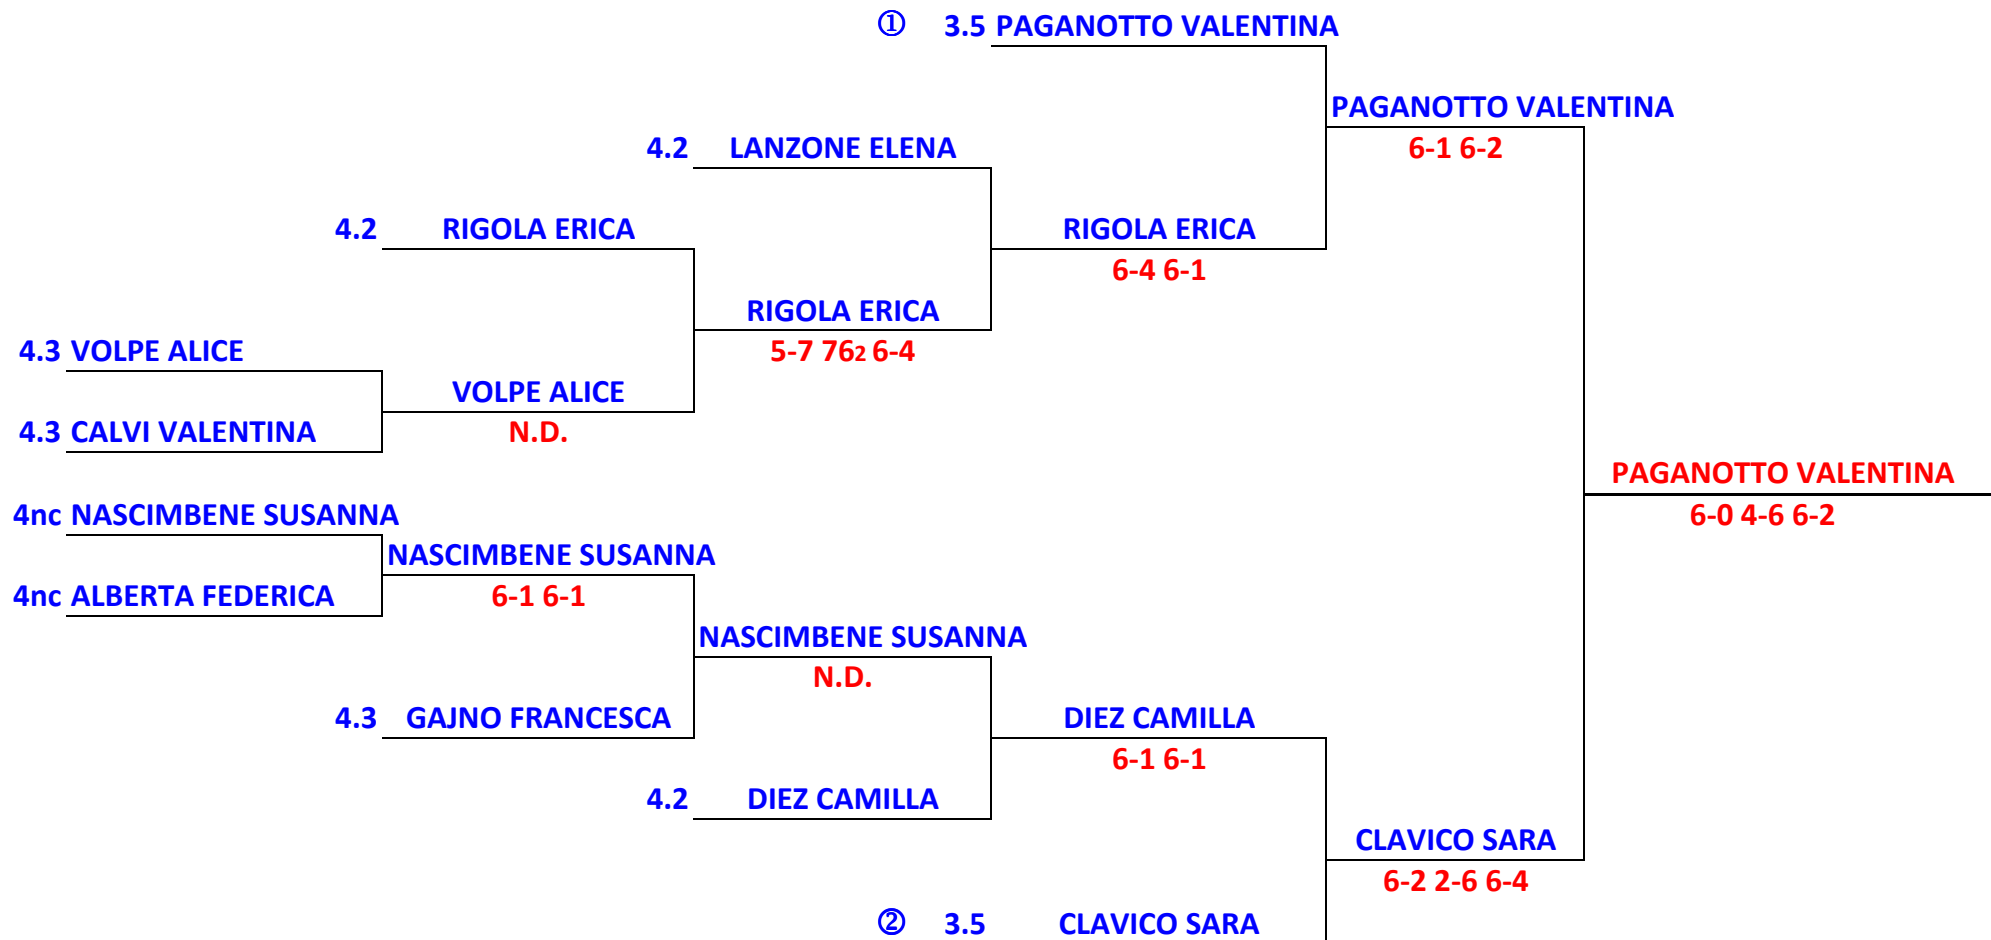 ① 3.5 PAGANOTTO VALENTINA
PAGANOTTO VALENTINA
4.2 LANZONE ELENA
6-1 6-2
4.2 RIGOLA ERICA
RIGOLA ERICA
6-4 6-1
RIGOLA ERICA
4.3 VOLPE ALICE
5-7 762 6-4
VOLPE ALICE
4.3 CALVI VALENTINA
N.D.
PAGANOTTO VALENTINA
4nc NASCIMBENE SUSANNA
6-0 4-6 6-2
NASCIMBENE SUSANNA
4nc ALBERTA FEDERICA
6-1 6-1
NASCIMBENE SUSANNA
N.D.
4.3 GAJNO FRANCESCA
DIEZ CAMILLA
6-1 6-1
4.2 DIEZ CAMILLA
CLAVICO SARA
6-2 2-6 6-4
② 3.5 CLAVICO SARA